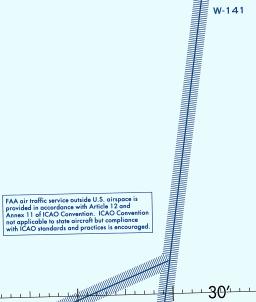 W-141
FAA air traffic service outside U.S. airspace is
provided in accordance with Article 12 and
Annex 11 of ICAO Convention. ICAO Convention
not applicable to state aircraft but compliance
with ICAO standards and practices is encouraged.
30'